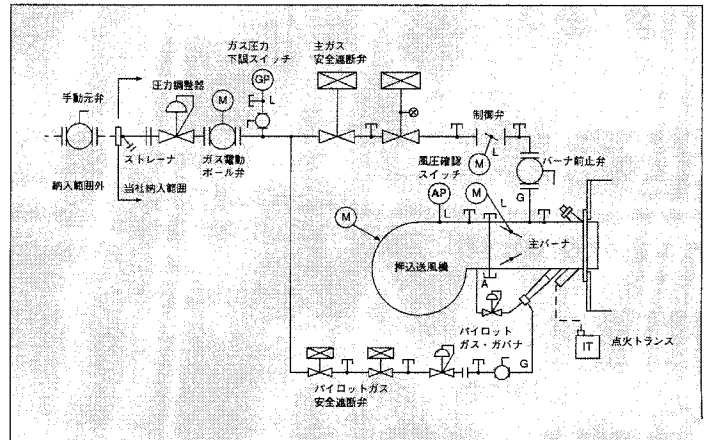 ガス圧力
下限スイッチ
主ガス
安全遮断弁
GP
L
圧力調整器
手動元弁
M
制御弁
ストレーナ
ガス電動
ボール弁
風圧確認
スイッチ
L
M
バーナ前止弁
納入範囲外
当社納入範囲
AP
M
L
G
M
L
主バーナ
押込送風機
A
パイロット
ガス・ガバナ
IT
点火トランス
G
パイロットガス
安全遮断弁